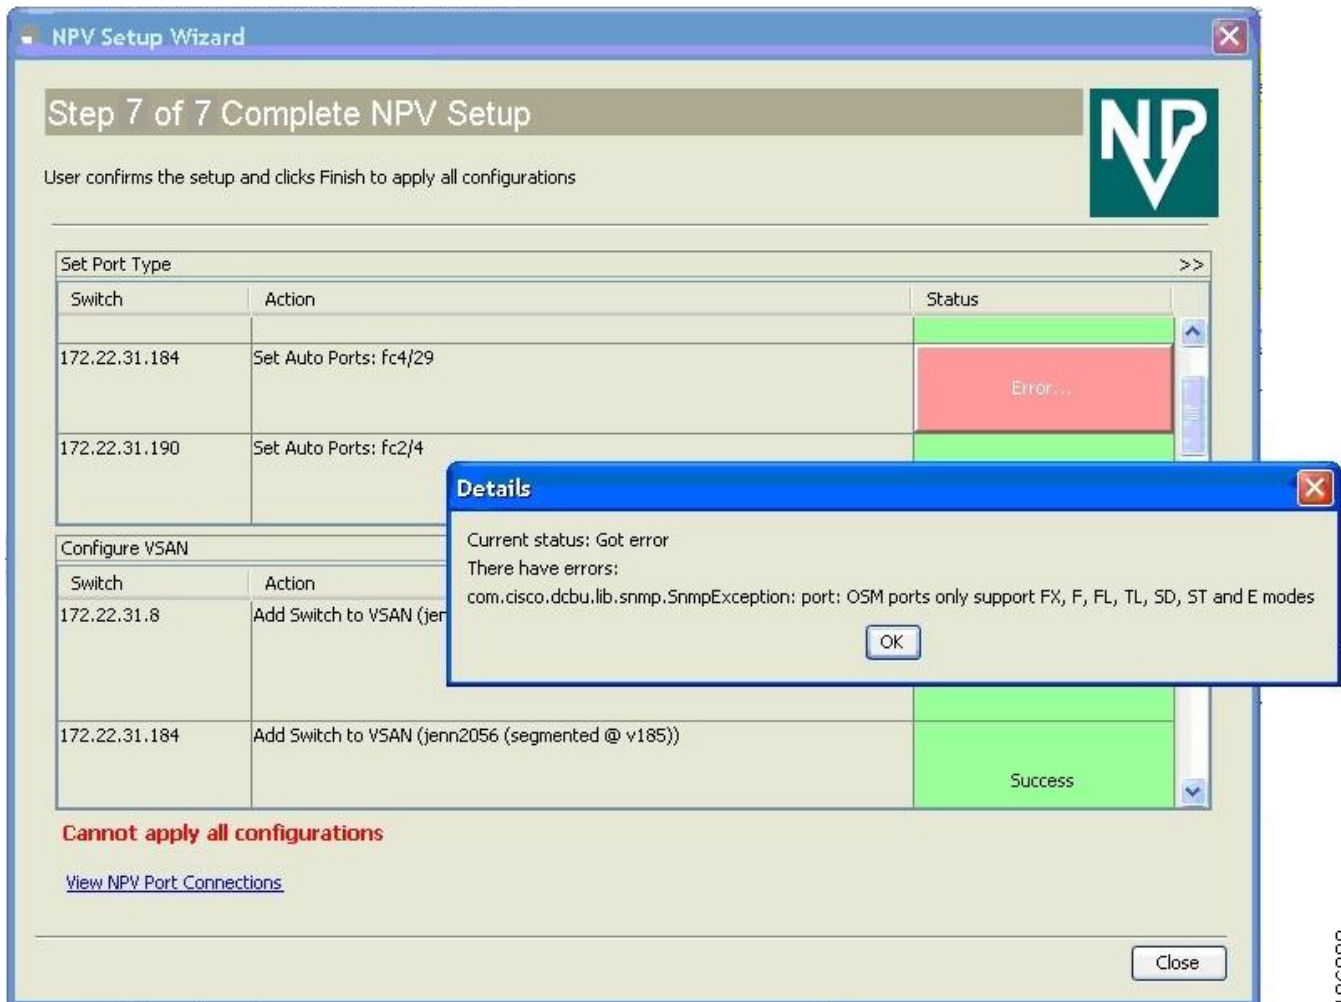 NPV Setup Wizard
Step 7 of 7 Complete NPV Setup
NPV
User confirms the setup and clicks Finish to apply all configurations
Set Port Type >>
Switch Action Status
172.22.31.184 Set Auto Ports: fc4/29 Error...
172.22.31.190 Set Auto Ports: fc2/4
Details
Current status: Got error
There have errors:
com.cisco.dcbu.lib.snmp.SnmpException: port: OSM ports only support FX, F, FL, TL, SD, ST and E modes
OK
Configure VSAN
Switch Action
172.22.31.8 Add Switch to VSAN
172.22.31.184 Add Switch to VSAN (jenn2056 (segmented @ v185)) Success
Cannot apply all configurations
View NPV Port Connections
Close